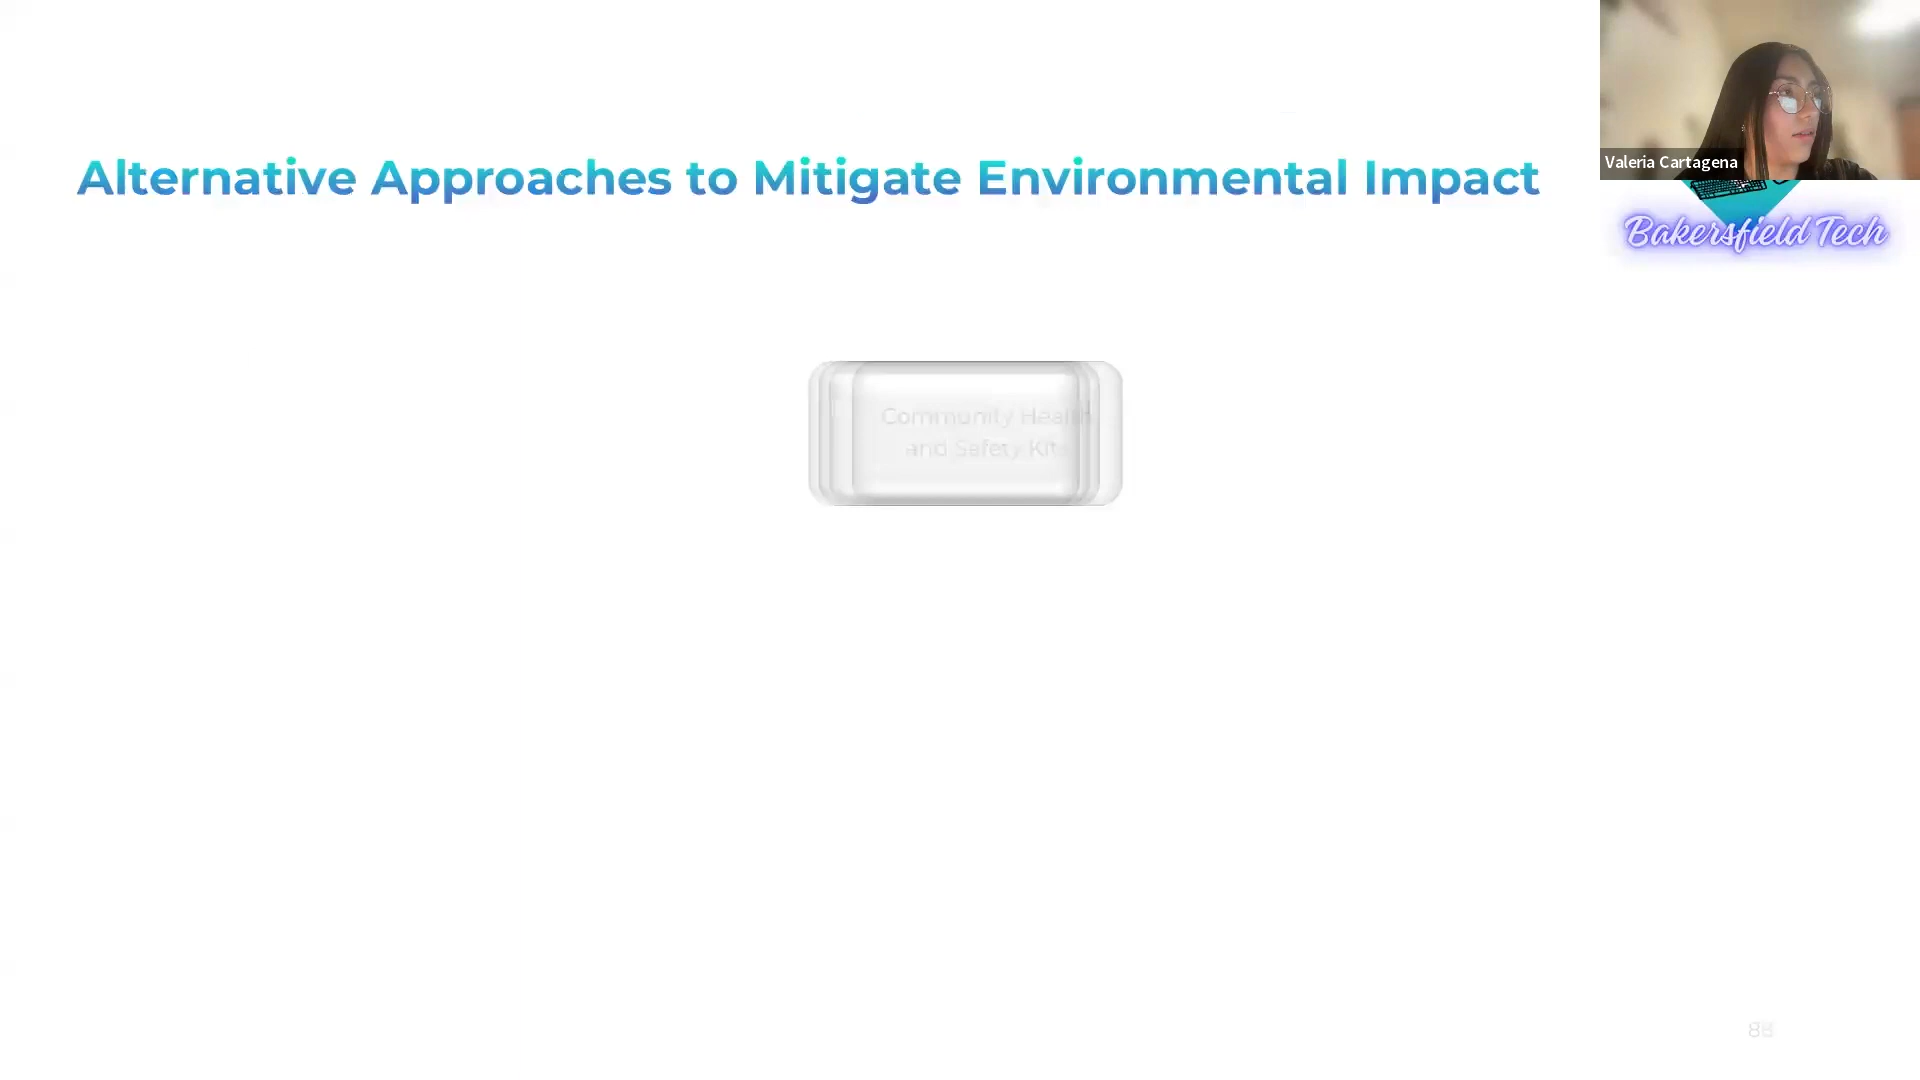 Alternative Approaches to Mitigate Environmental Impact
Valeria Cartagena
Bakersfield Tech
Community Health
and Safety Kits